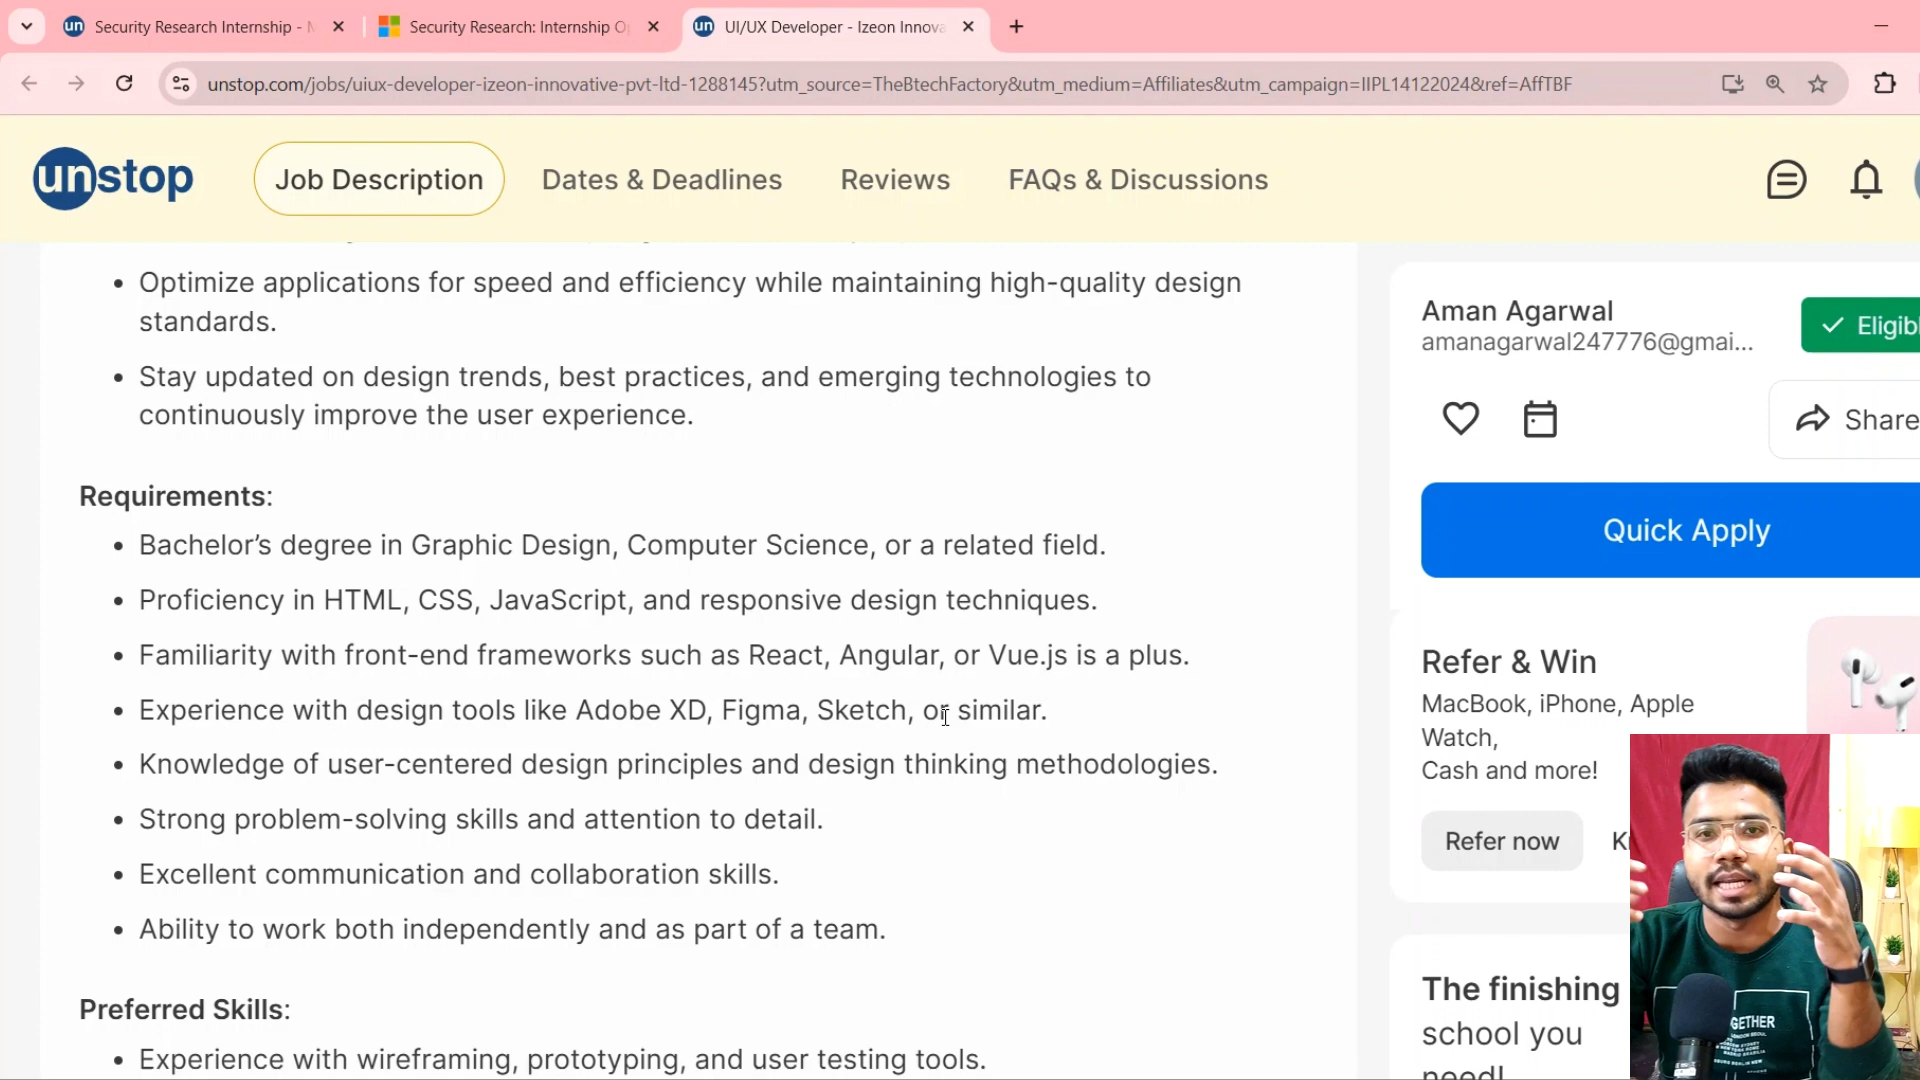 un Security Research Internship -
Security Research: Internship O
un UI/UX Developer - Izeon Innova
unstop.com/jobs/uiux-developer-izeon-innovative-pvt-ltd-1288145?utm_source=TheBtechFactory&utm_medium=Affiliates&utm_campaign=IIPL14122024&ref=AffTBF
unstop
Job Description
Dates & Deadlines
Reviews
FAQs & Discussions
• Optimize applications for speed and efficiency while maintaining high-quality design
standards.
• Stay updated on design trends, best practices, and emerging technologies to
continuously improve the user experience.
Requirements:
• Bachelor’s degree in Graphic Design, Computer Science, or a related field.
• Proficiency in HTML, CSS, JavaScript, and responsive design techniques.
• Familiarity with front-end frameworks such as React, Angular, or Vue.js is a plus.
• Experience with design tools like Adobe XD, Figma, Sketch, or similar.
• Knowledge of user-centered design principles and design thinking methodologies.
• Strong problem-solving skills and attention to detail.
• Excellent communication and collaboration skills.
• Ability to work both independently and as part of a team.
Preferred Skills:
• Experience with wireframing, prototyping, and user testing tools.
Aman Agarwal
amanagarwal247776@gmai...
Eligibl
Share
Quick Apply
Refer & Win
MacBook, iPhone, Apple
Watch,
Cash and more!
Refer now
The finishing
school you
need!
OGETHER